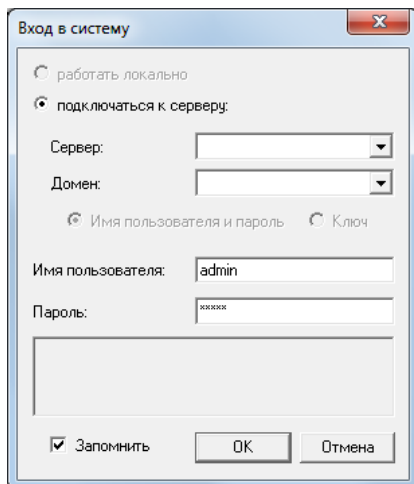 Вход в систему
работать локально
подключаться к серверу:
Сервер:
Домен:
Имя пользователя и пароль Ключ
Имя пользователя: admin
Пароль: *****
Запомнить OK Отмена